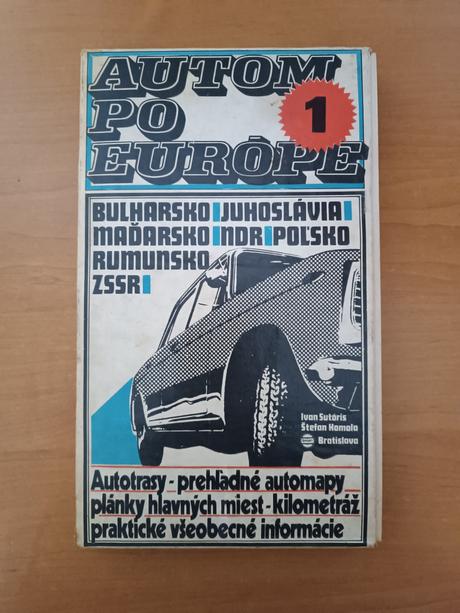 AUTOM
PO
EURÓPE
1
BULHARSKO JUHOSLÁVIA
MAĎARSKO NDR POĽSKO
RUMUNSKO
ZSSR
Ivan Sutóris
Štefan Hamala
Bratislava
Autotrasy - prehľadné automapy
plánky hlavných miest - kilometráž
praktické všeobecné informácie